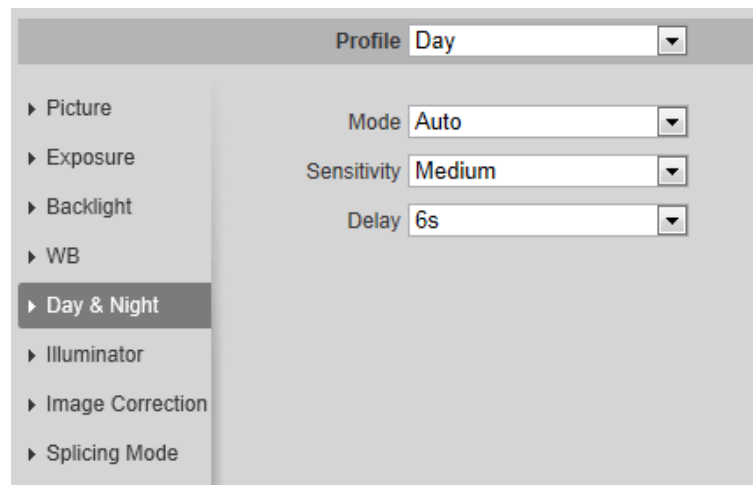 Profile Day
Picture
Exposure
Backlight
WB
Day & Night
Illuminator
Image Correction
Splicing Mode
Mode Auto
Sensitivity Medium
Delay 6s